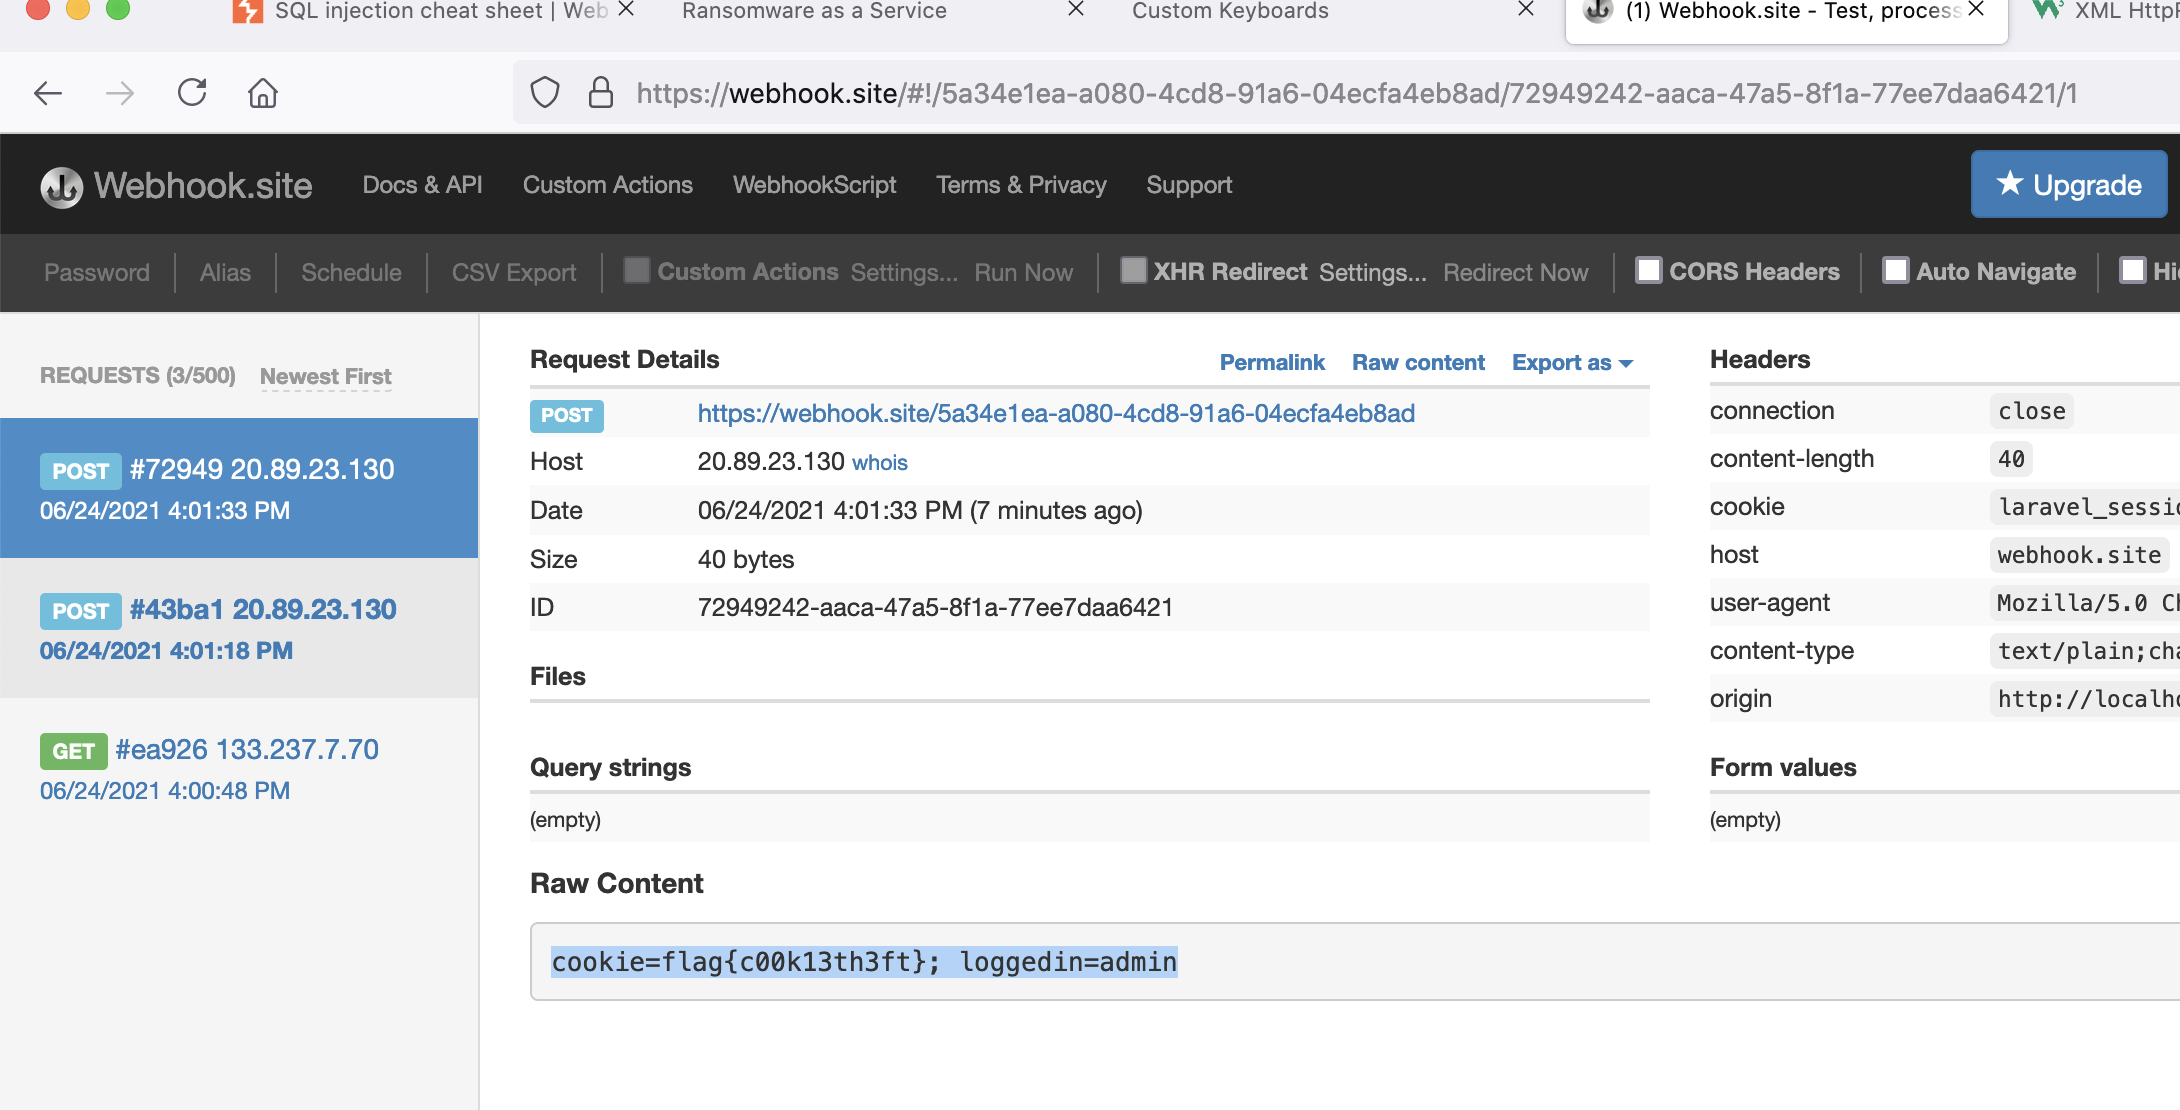 SQL injection cheat sheet | Web
Ransomware as a Service
Custom Keyboards
(1) Webhook.site - Test, process
XML HttpR
https://webhook.site/#!/5a34e1ea-a080-4cd8-91a6-04ecfa4eb8ad/72949242-aaca-47a5-8f1a-77ee7daa6421/1
Webhook.site Docs & API Custom Actions WebhookScript Terms & Privacy Support Upgrade
Password Alias Schedule CSV Export Custom Actions Settings... Run Now XHR Redirect Settings... Redirect Now CORS Headers Auto Navigate Hi
REQUESTS (3/500) Newest First
POST #72949 20.89.23.130
06/24/2021 4:01:33 PM
POST #43ba1 20.89.23.130
06/24/2021 4:01:18 PM
GET #ea926 133.237.7.70
06/24/2021 4:00:48 PM
Request Details Permalink Raw content Export as
POST https://webhook.site/5a34e1ea-a080-4cd8-91a6-04ecfa4eb8ad
Host 20.89.23.130 whois
Date 06/24/2021 4:01:33 PM (7 minutes ago)
Size 40 bytes
ID 72949242-aaca-47a5-8f1a-77ee7daa6421
Files
Query strings
(empty)
Headers
connection close
content-length 40
cookie laravel_sessi
host webhook.site
user-agent Mozilla/5.0 Ch
content-type text/plain;cha
origin http://localho
Form values
(empty)
Raw Content
cookie=flag{c00k13th3ft}; loggedin=admin